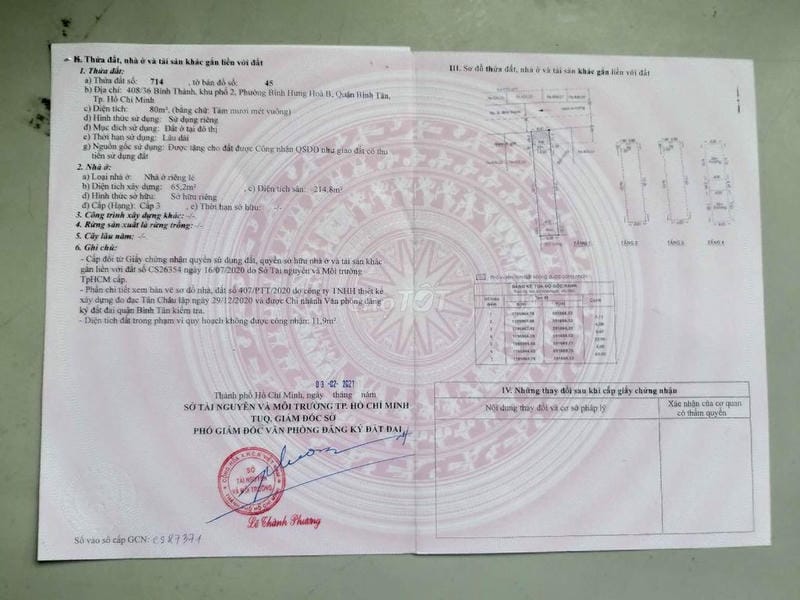 II. Thửa đất, nhà ở và tài sản khác gắn liền với đất
1. Thửa đất:
a) Thửa đất số: 714 , tờ bản đồ số: 45
b) Địa chỉ: 408/36 Bình Thành, khu phố 2, Phường Bình Hưng Hoà B, Quận Bình Tân,
Tp. Hồ Chí Minh
c) Diện tích: 80m². (bằng chữ: Tám mươi mét vuông)
d) Hình thức sử dụng: Sử dụng riêng
đ) Mục đích sử dụng: Đất ở tại đô thị
e) Thời hạn sử dụng: Lâu dài
g) Nguồn gốc sử dụng: Được tặng cho đất được Công nhận QSDĐ như giao đất có thu
tiền sử dụng đất
2. Nhà ở:
a) Loại nhà ở: Nhà ở riêng lẻ
b) Diện tích xây dựng: 65,2m² , c) Diện tích sàn: 214.8m²
d) Hình thức sở hữu: Sở hữu riêng
đ) Cấp (Hạng): Cấp 3 , e) Thời hạn sở hữu: -/-
3. Công trình xây dựng khác: -/-
4. Rừng sản xuất là rừng trồng: -/-
5. Cây lâu năm: -/-
6. Ghi chú:
- Cấp đổi từ Giấy chứng nhận quyền sử dụng đất, quyền sở hữu nhà ở và tài sản khác
gắn liền với đất số CS26354 ngày 16/07/2020 do Sở Tài nguyên và Môi trường
TpHCM cấp.
- Phần chi tiết xem bản vẽ sơ đồ nhà, đất số 407/PTT/2020 do công ty TNHH thiết kế
xây dựng đo đạc Tân Châu lập ngày 29/12/2020 và được Chi nhánh Văn phòng đăng
ký đất đai quận Bình Tân kiểm tra.
- Diện tích đất trong phạm vi quy hoạch không được công nhận: 11,9m²
03-02-2021
Thành phố Hồ Chí Minh, ngày tháng năm
SỞ TÀI NGUYÊN VÀ MÔI TRƯỜNG TP. HỒ CHÍ MINH
TUQ. GIÁM ĐỐC SỞ
PHÓ GIÁM ĐỐC VĂN PHÒNG ĐĂNG KÝ ĐẤT ĐAI
SỞ
TÀI NGUYÊN
VÀ MÔI TRƯỜNG
Lê Thành Phương
Số vào sổ cấp GCN: CS87371
III. Sơ đồ thửa đất, nhà ở và tài sản khác gắn liền với đất
TẦNG 1
TẦNG 2
TẦNG 3
TẦNG 4
BẢNG KÊ TỌA ĐỘ GÓC RANH
IV. Những thay đổi sau khi cấp giấy chứng nhận
Nội dung thay đổi và cơ sở pháp lý
Xác nhận của cơ quan
có thẩm quyền
CHỢ TỐT